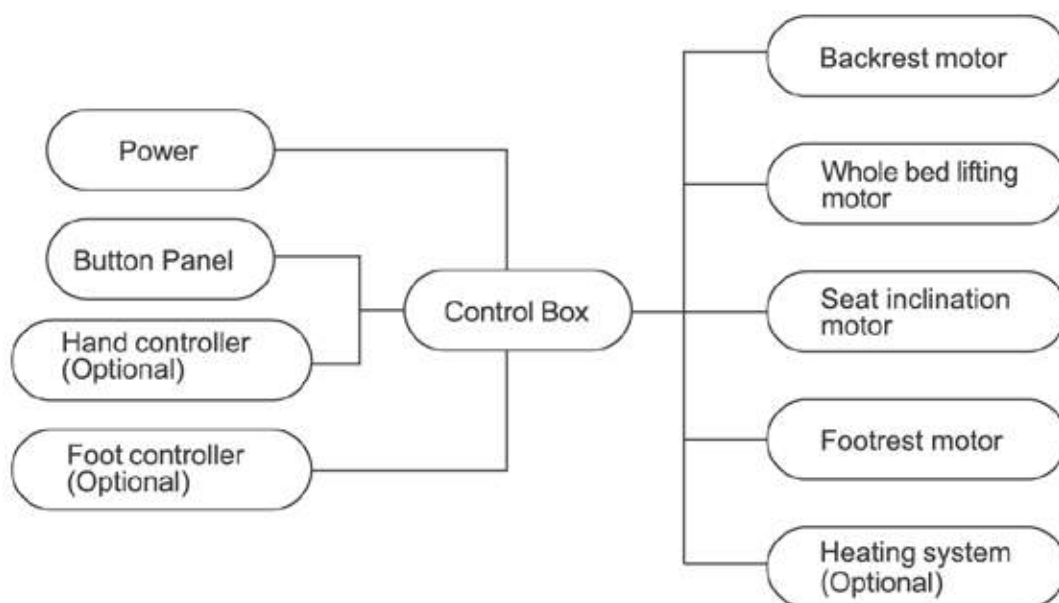 Power
Button Panel
Hand controller
(Optional)
Foot controller
(Optional)
Control Box
Backrest motor
Whole bed lifting
motor
Seat inclination
motor
Footrest motor
Heating system
(Optional)